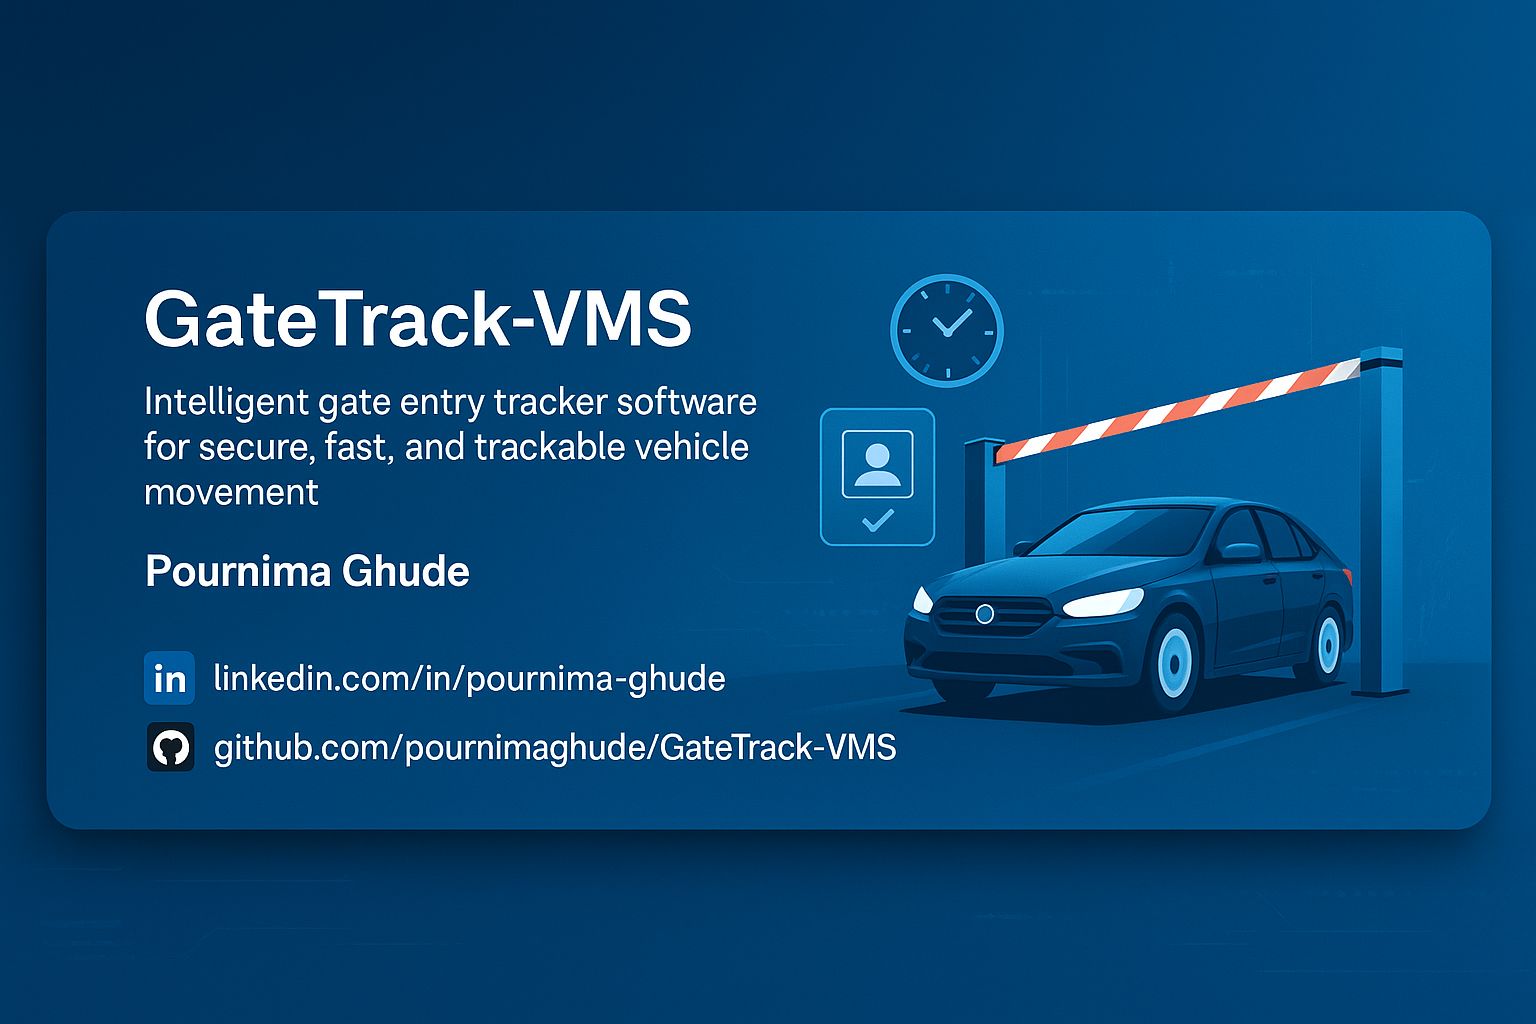 GateTrack-VMS
Intelligent gate entry tracker software
for secure, fast, and trackable vehicle
movement
Pournima Ghude
in linkedin.com/in/pournima-ghude
github.com/pournimaghude/GateTrack-VMS